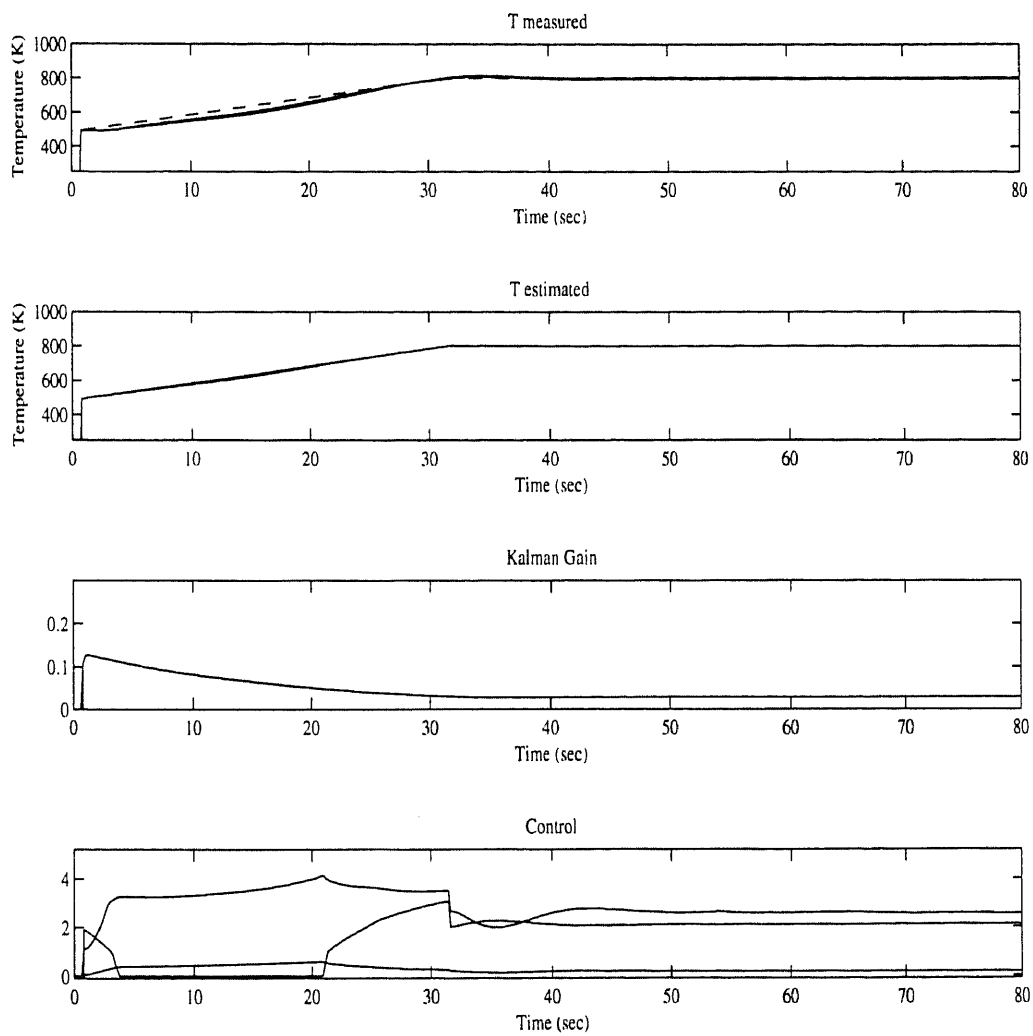 T measured
Temperature (K)
1000
800
600
400
0 10 20 30 40 50 60 70 80
Time (sec)
T estimated
Temperature (K)
1000
800
600
400
0 10 20 30 40 50 60 70 80
Time (sec)
Kalman Gain
0.2
0.1
0
0 10 20 30 40 50 60 70 80
Time (sec)
Control
4
2
0
0 10 20 30 40 50 60 70 80
Time (sec)